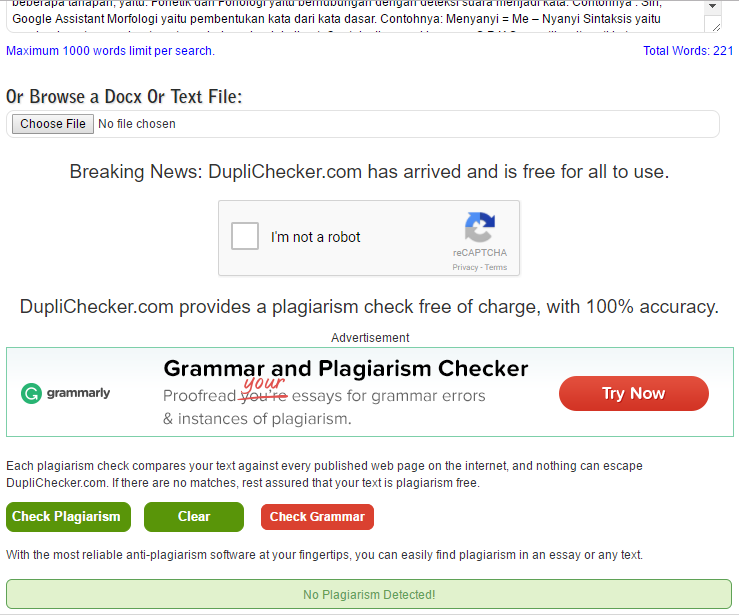 beberapa tahapan, yaitu: Fonetik dan Fonologi yaitu berhubungan dengan deteksi suara menjadi kata. Contohnya : Siri,
Google Assistant Morfologi yaitu pembentukan kata dari kata dasar. Contohnya: Menyanyi = Me – Nyanyi Sintaksis yaitu
Maximum 1000 words limit per search.
Total Words: 221
Or Browse a Docx Or Text File:
Choose File No file chosen
Breaking News: DupliChecker.com has arrived and is free for all to use.
I'm not a robot
reCAPTCHA
Privacy - Terms
DupliChecker.com provides a plagiarism check free of charge, with 100% accuracy.
Advertisement
grammarly
Grammar and Plagiarism Checker
your
Proofread you're essays for grammar errors
& instances of plagiarism.
Try Now
Each plagiarism check compares your text against every published web page on the internet, and nothing can escape
DupliChecker.com. If there are no matches, rest assured that your text is plagiarism free.
Check Plagiarism
Clear
Check Grammar
With the most reliable anti-plagiarism software at your fingertips, you can easily find plagiarism in an essay or any text.
No Plagiarism Detected!